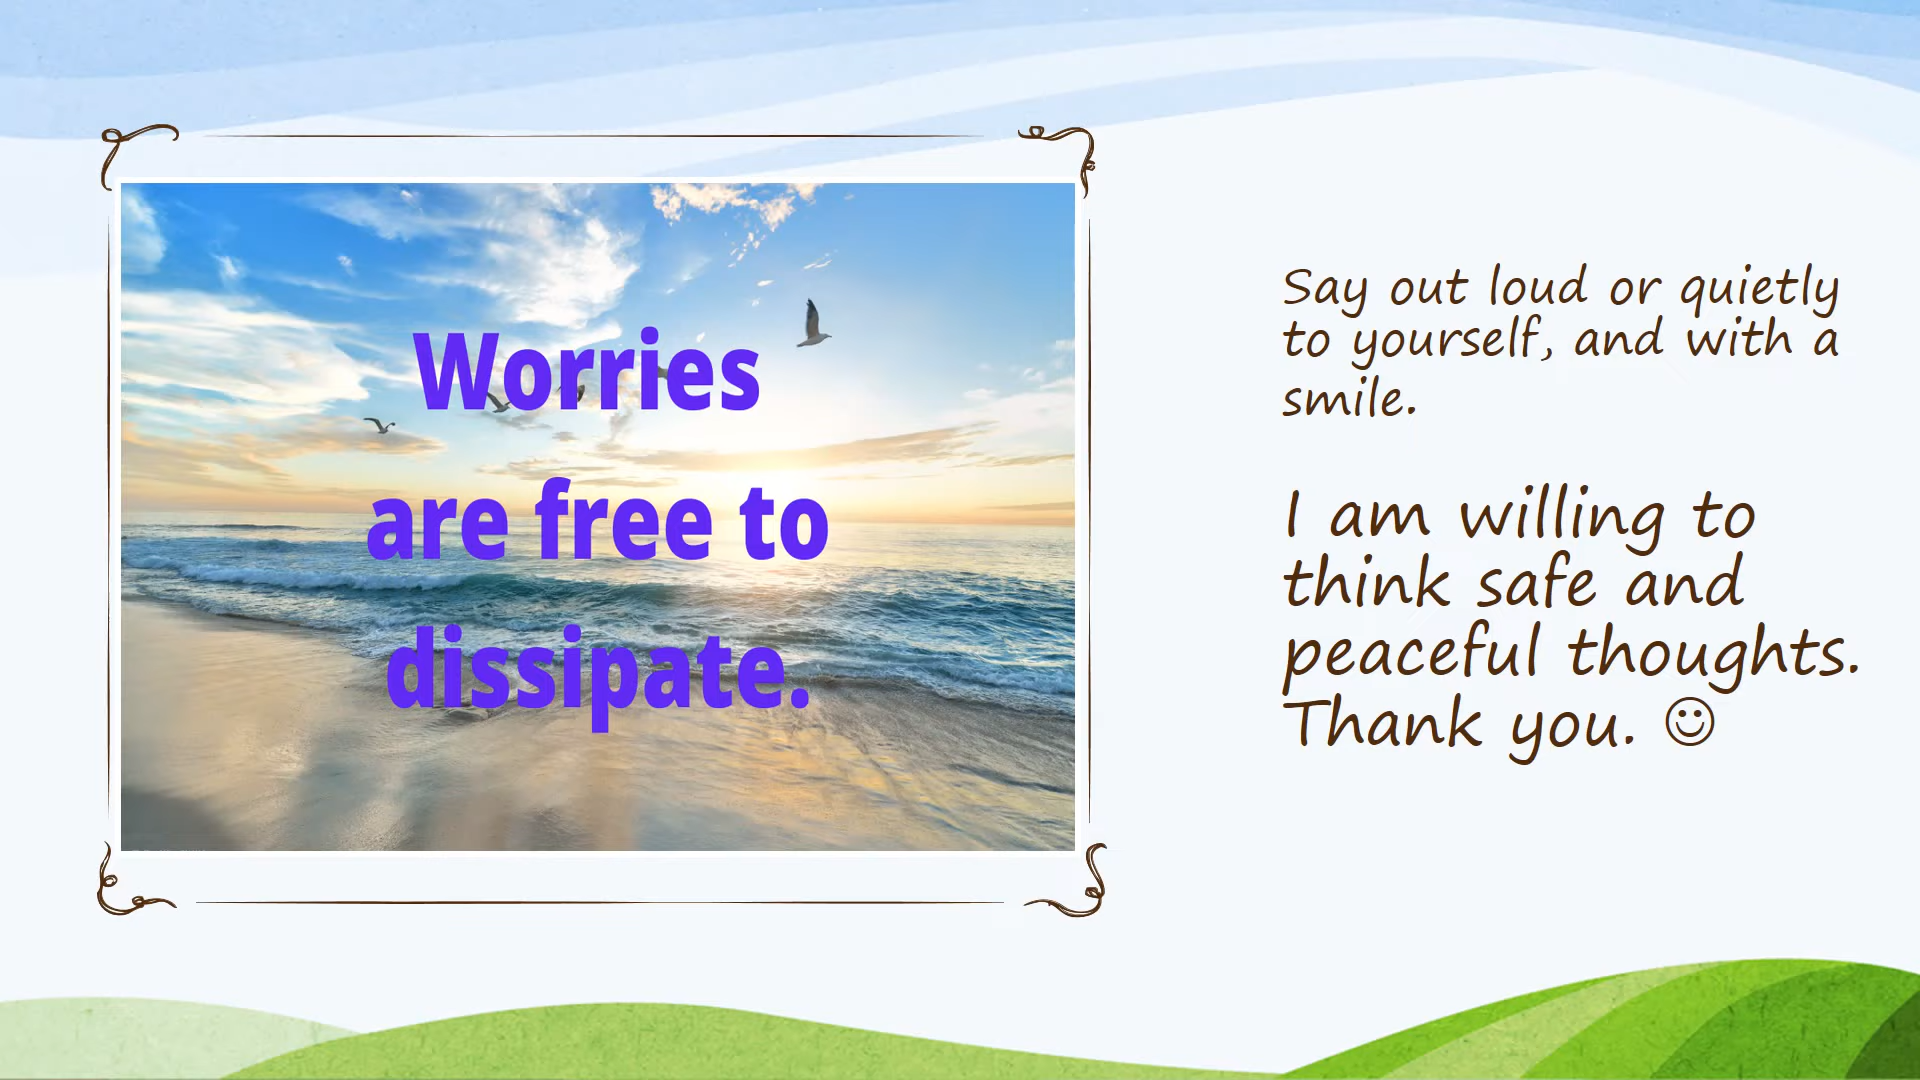 Worries
are free to
dissipate.
Say out loud or quietly
to yourself, and with a
smile.
I am willing to
think safe and
peaceful thoughts.
Thank you. ☺